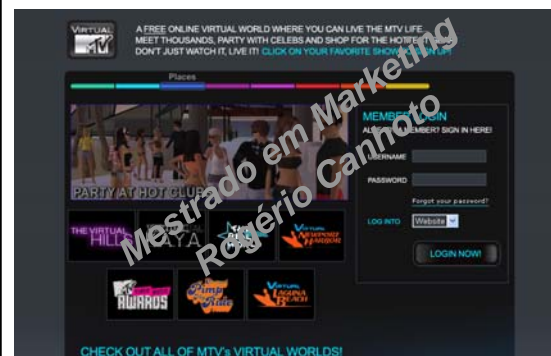 VIRTUAL
MTV
A FREE ONLINE VIRTUAL WORLD WHERE YOU CAN LIVE THE MTV LIFE.
MEET THOUSANDS, PARTY WITH CELEBS AND SHOP FOR THE HOTTEST
DON'T JUST WATCH IT, LIVE IT! CLICK ON YOUR FAVORITE SHOW UP!
Places
PARTY AT HOT CLUBS
MEMBER LOGIN
ALREADY A MEMBER? SIGN IN HERE!
USERNAME
PASSWORD
Forgot your password?
LOG INTO Website
LOGIN NOW!
THE VIRTUAL HILLS
VIRTUAL NEWPORT HARBOR
AWARDS
Pimp Ride
VIRTUAL LAGUNA BEACH
CHECK OUT ALL OF MTV's VIRTUAL WORLDS!
Mestrado em Marketing
Rogério Canhoto